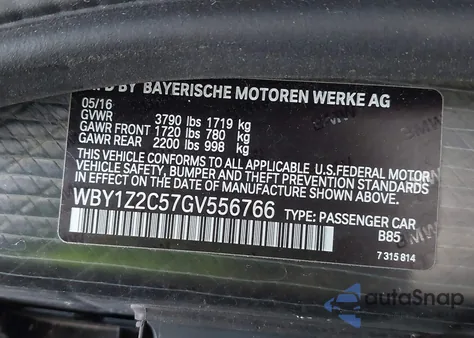 BY BAYERISCHE MOTOREN WERKE AG
05/16
GVWR 3790 lbs 1719 kg
GAWR FRONT 1720 lbs 780 kg
GAWR REAR 2200 lbs 998 kg
THIS VEHICLE CONFORMS TO ALL APPLICABLE U.S.FEDERAL MOTOR
VEHICLE SAFETY, BUMPER AND THEFT PREVENTION STANDARDS
IN EFFECT ON THE DATE OF MANUFACTURE SHOWN ABOVE.
WBY1Z2C57GV556766 TYPE: PASSENGER CAR
B85
7 315 814
autoSnap